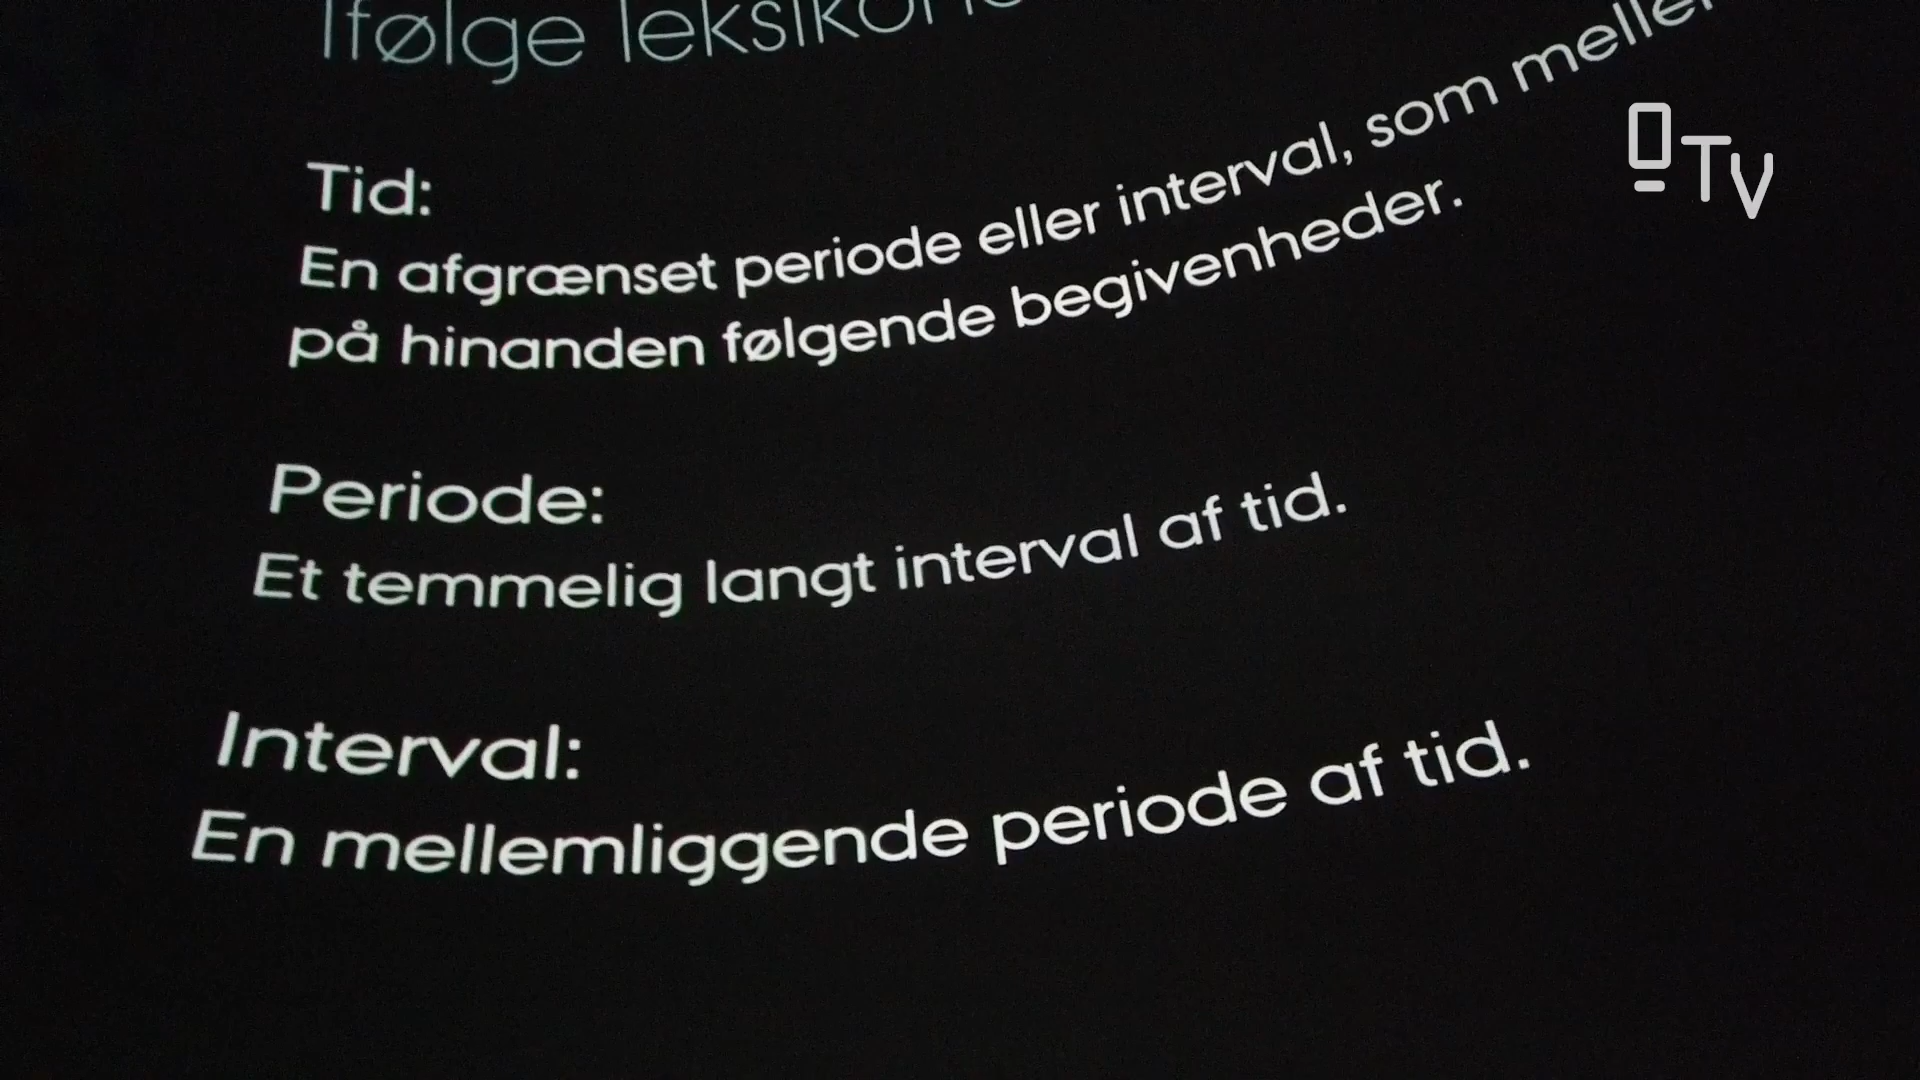 Ifølge
Tid:
En afgrænset periode eller interval, som
på hinanden følgende begivenheder.
Periode:
Et temmelig langt interval af tid.
Interval:
En mellemliggende periode af tid.
TV